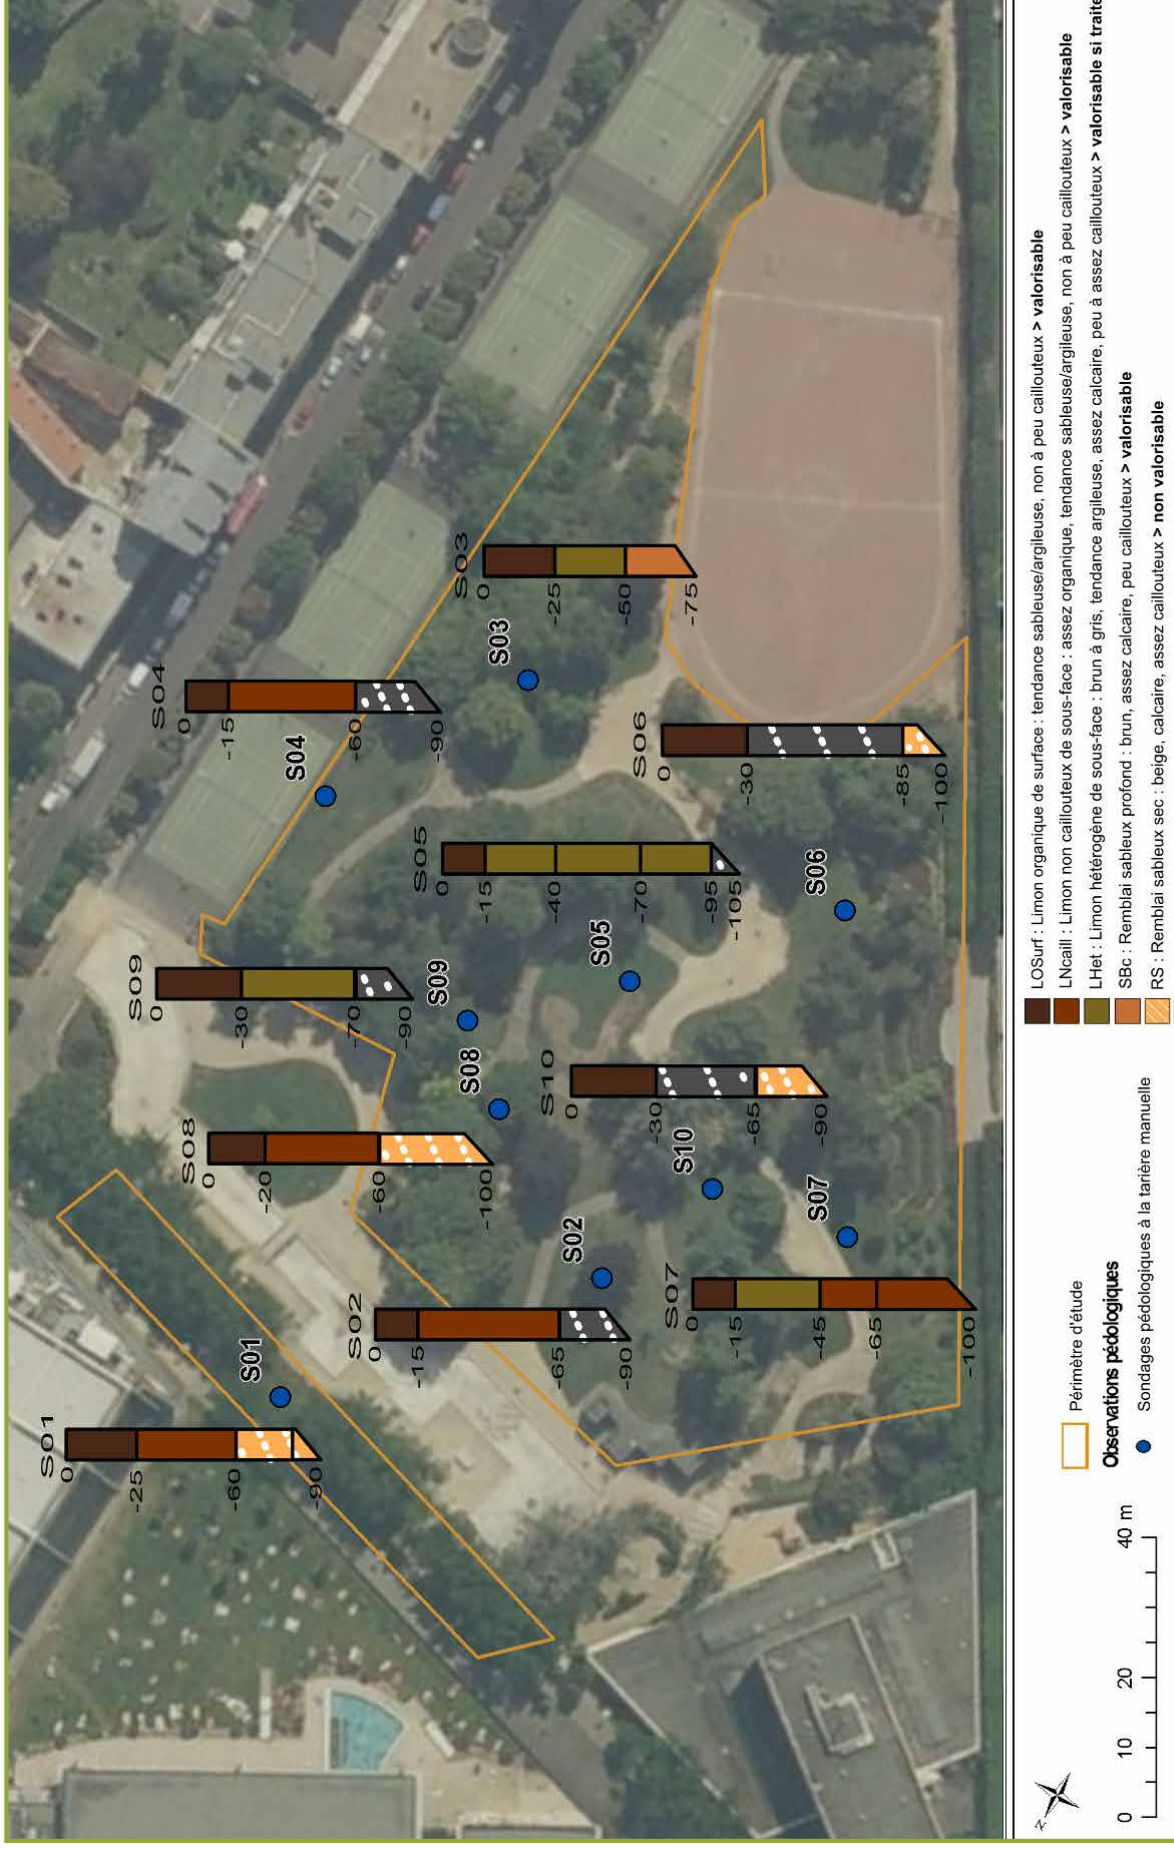 S01
0
-25
-60
-90
S01
S02
0
-15
-65
-90
S02
S03
0
-25
-50
-75
S03
S04
0
-15
-60
-90
S04
S05
0
-15
-40
-70
-95
-105
S05
S06
0
-30
-85
-100
S06
S07
0
-15
-45
-65
-100
S07
S08
0
-20
-60
-100
S08
S09
0
-30
-70
-90
S09
S10
0
-30
-65
-90
S10
N
0 10 20 40 m
Périmètre d'étude
Observations pédologiques
Sondages pédologiques à la tarière manuelle
LOSurf : Limon organique de surface : tendance sableuse/argileuse, non à peu caillouteux > valorisable
LNcaill : Limon non caillouteux de sous-face : assez organique, tendance sableuse/argileuse, non à peu caillouteux > valorisable
LHet : Limon hétérogène de sous-face : brun à gris, tendance argileuse, assez calcaire, peu à assez caillouteux > valorisable si traite
SBc : Remblai sableux profond : brun, assez calcaire, peu caillouteux > valorisable
RS : Remblai sableux sec : beige, calcaire, assez caillouteux > non valorisable